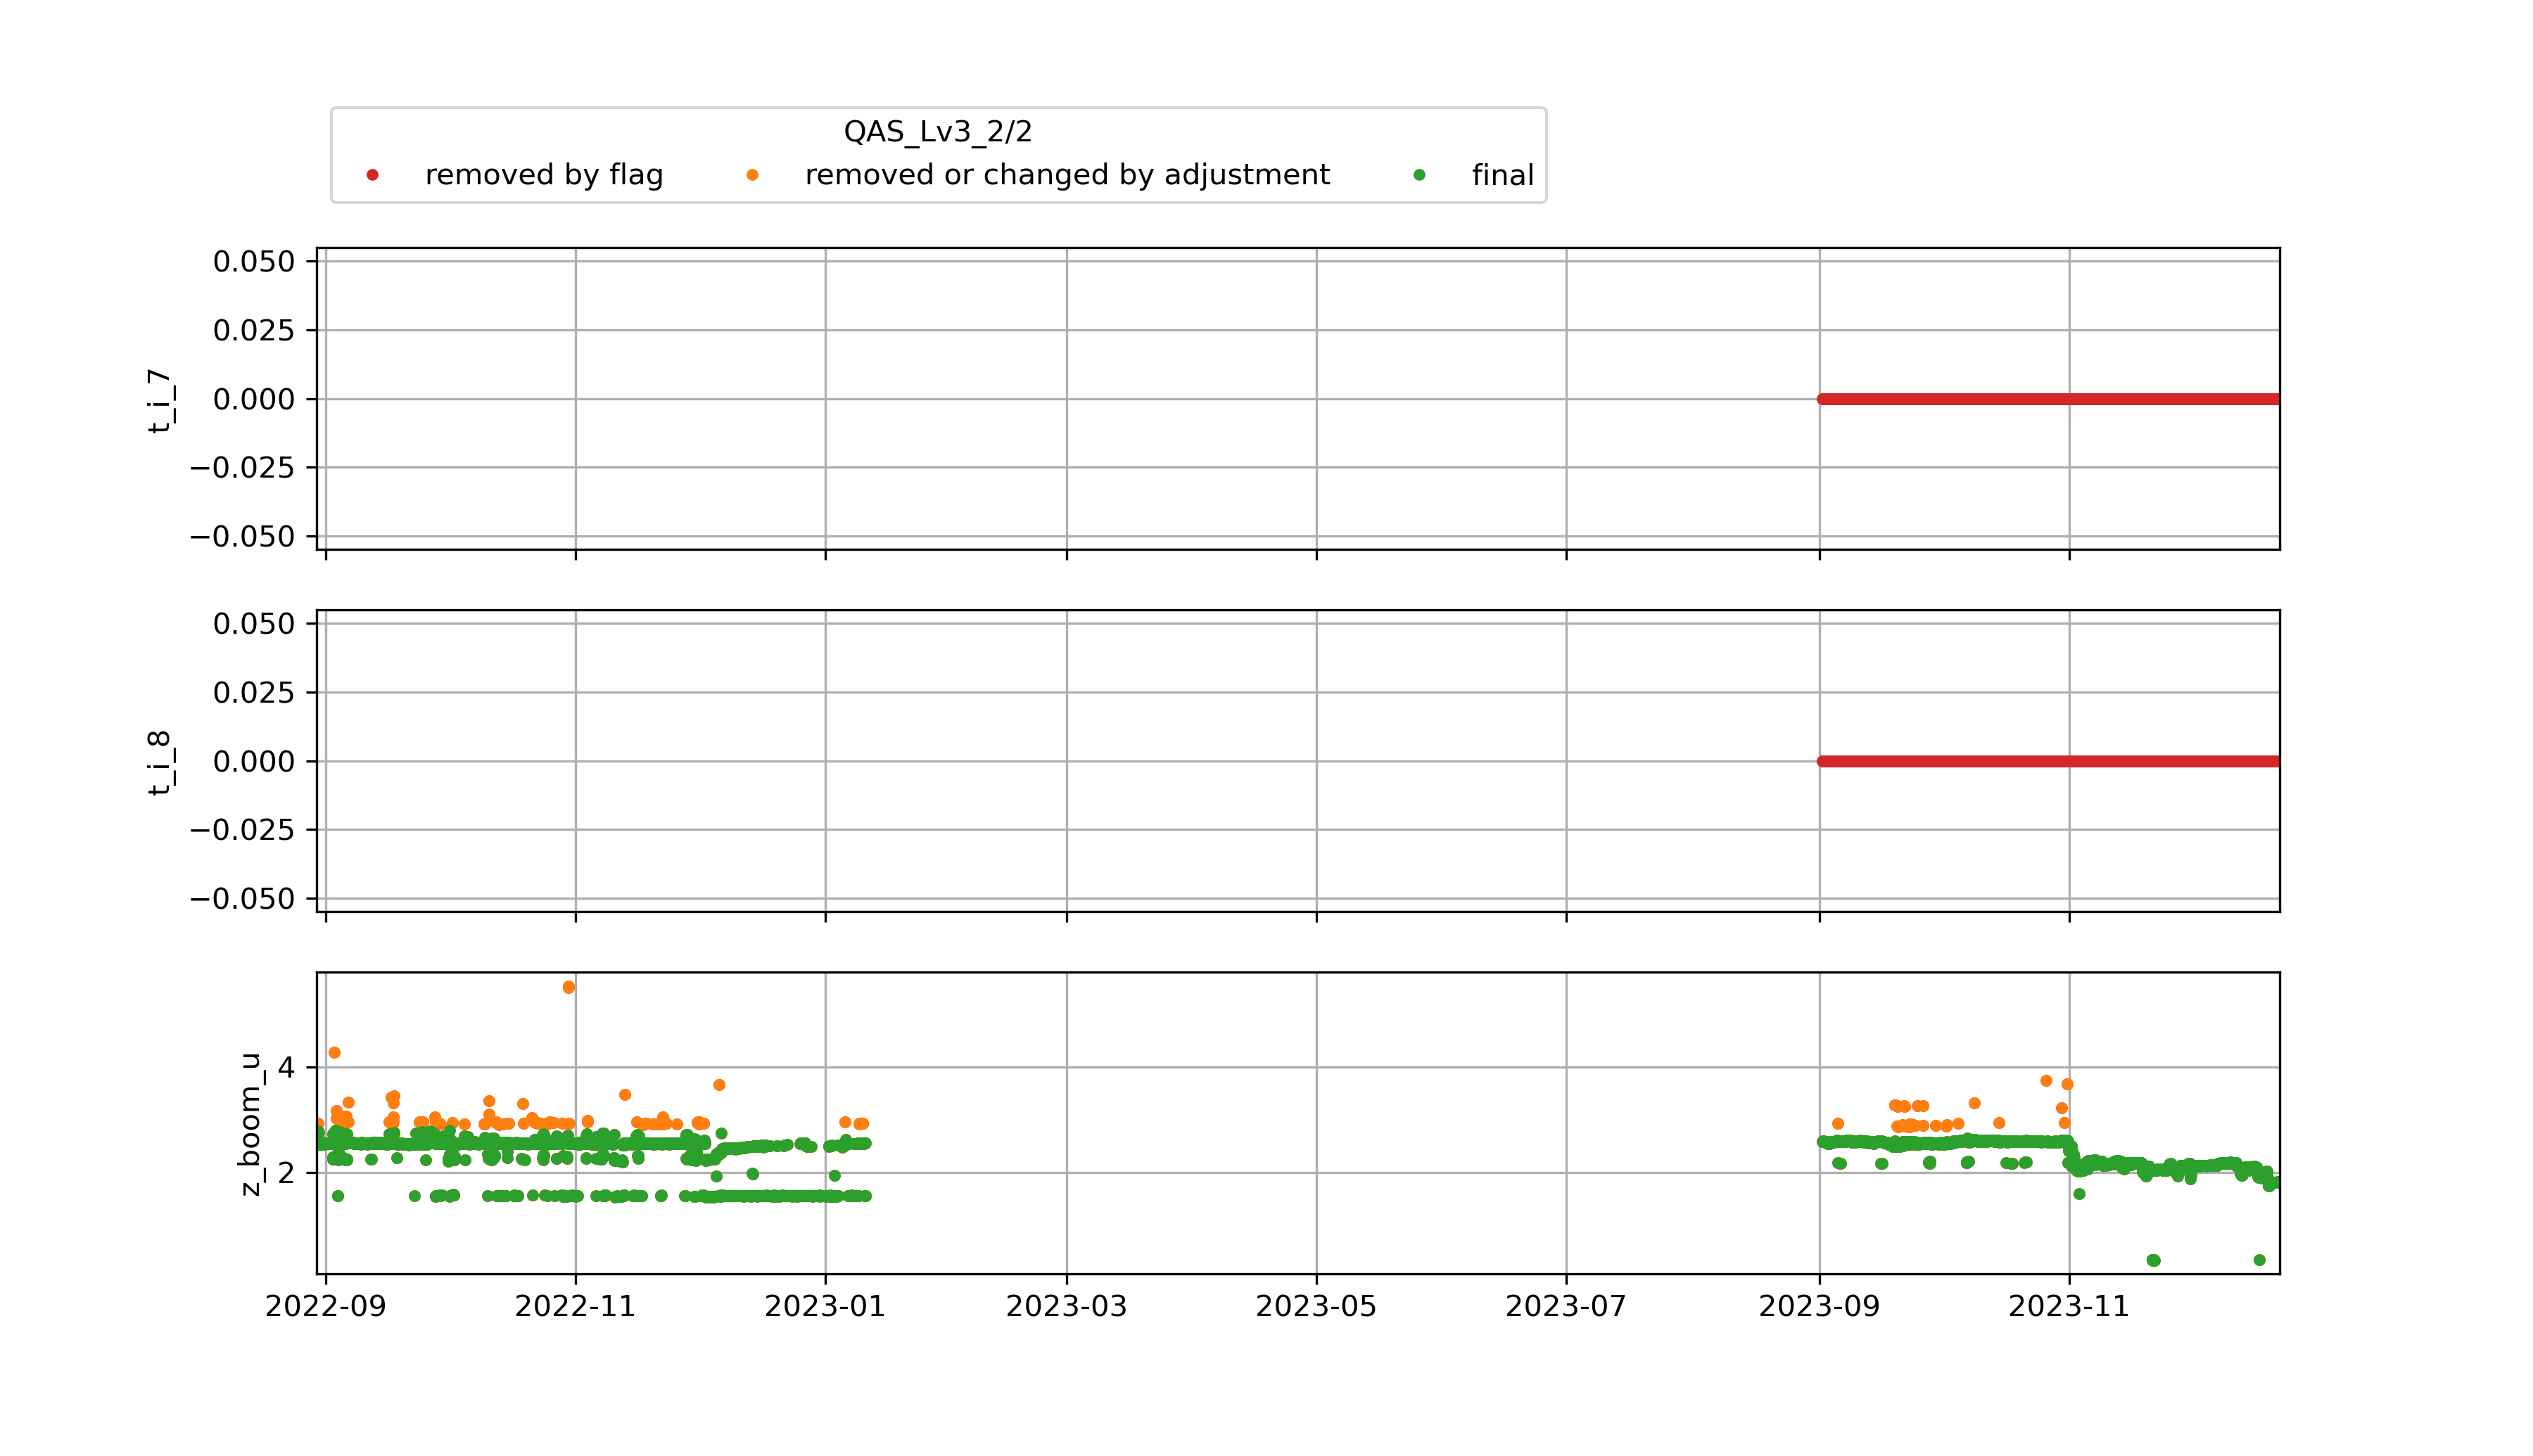 QAS_Lv3_2/2
removed by flag removed or changed by adjustment final
t_i_7
0.050
0.025
0.000
−0.025
−0.050
t_i_8
0.050
0.025
0.000
−0.025
−0.050
z_boom_u
4
2
2022-09 2022-11 2023-01 2023-03 2023-05 2023-07 2023-09 2023-11